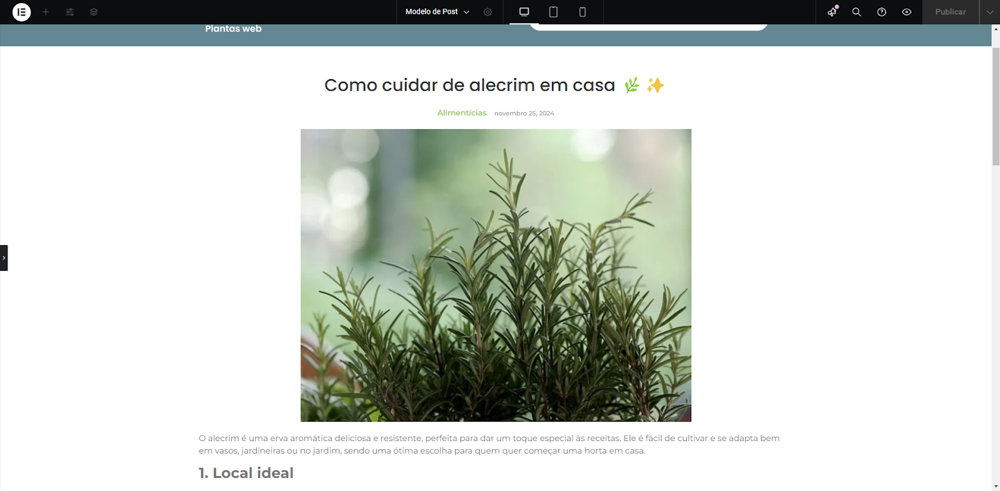 Modelo de Post
Publicar
Plantas web
Como cuidar de alecrim em casa 🌿 ✨
Alimentícias novembro 25, 2024
O alecrim é uma erva aromática deliciosa e resistente, perfeita para dar um toque especial às receitas. Ele é fácil de cultivar e se adapta bem
em vasos, jardineiras ou no jardim, sendo uma ótima escolha para quem quer começar uma horta em casa.
1. Local ideal